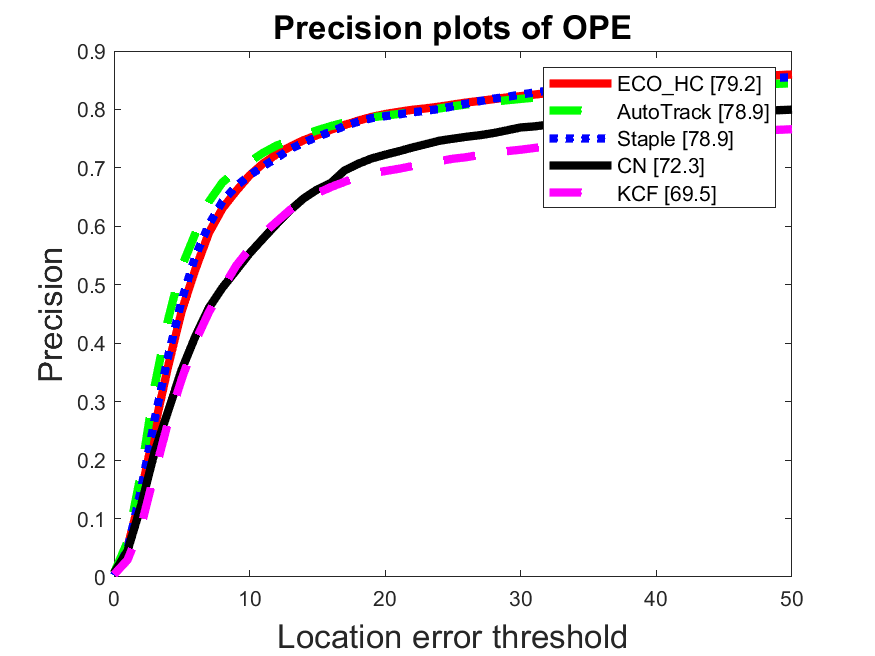 Precision plots of OPE
Precision
0.9
0.8
0.7
0.6
0.5
0.4
0.3
0.2
0.1
0
ECO_HC [79.2]
AutoTrack [78.9]
Staple [78.9]
CN [72.3]
KCF [69.5]
0 10 20 30 40 50
Location error threshold